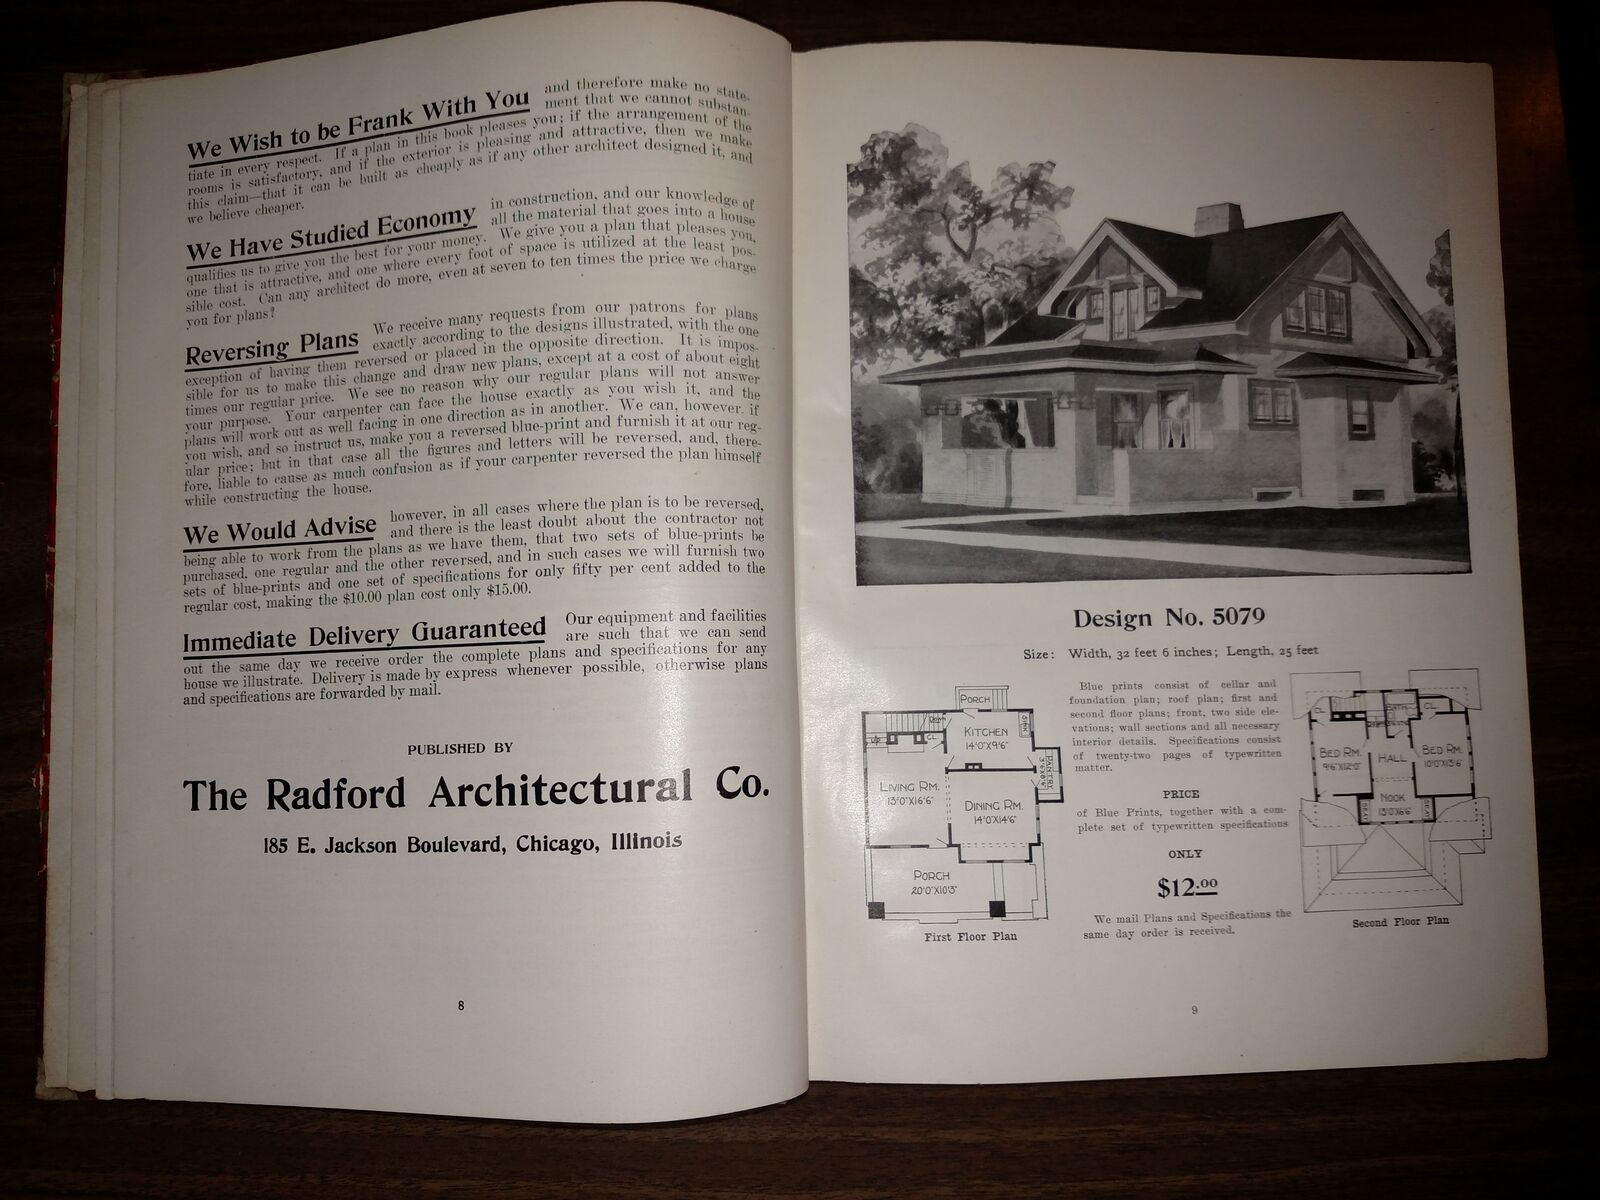 We Wish to be Frank With You and therefore make no state-
ment that we cannot substan-
tiate in every respect. If a plan in this book pleases you; if the arrangement of the
rooms is satisfactory, and if the exterior is pleasing and attractive, then we make
this claim—that it can be built as cheaply as if any other architect designed it, and
we believe cheaper.
We Have Studied Economy in construction, and our knowledge of
all the material that goes into a house
qualifies us to give you the best for your money. We give you a plan that pleases you,
one that is attractive, and one where every foot of space is utilized at the least pos-
sible cost. Can any architect do more, even at seven to ten times the price we charge
you for plans?
Reversing Plans We receive many requests from our patrons for plans
exactly according to the designs illustrated, with the one
exception of having them reversed or placed in the opposite direction. It is impos-
sible for us to make this change and draw new plans, except at a cost of about eight
times our regular price. We see no reason why our regular plans will not answer
your purpose. Your carpenter can face the house exactly as you wish it, and the
plans will work out as well facing in one direction as in another. We can, however, if
you wish, and so instruct us, make you a reversed blue-print and furnish it at our reg-
ular price; but in that case all the figures and letters will be reversed, and, there-
fore, liable to cause as much confusion as if your carpenter reversed the plan himself
while constructing the house.
We Would Advise however, in all cases where the plan is to be reversed,
and there is the least doubt about the contractor not
being able to work from the plans as we have them, that two sets of blue-prints be
purchased, one regular and the other reversed, and in such cases we will furnish two
sets of blue-prints and one set of specifications for only fifty per cent added to the
regular cost, making the $10.00 plan cost only $15.00.
Immediate Delivery Guaranteed Our equipment and facilities
are such that we can send
out the same day we receive order the complete plans and specifications for any
house we illustrate. Delivery is made by express whenever possible, otherwise plans
and specifications are forwarded by mail.
PUBLISHED BY
The Radford Architectural Co.
185 E. Jackson Boulevard, Chicago, Illinois
8
Design No. 5079
Size: Width, 32 feet 6 inches; Length, 25 feet
PORCH
UP
DOWN
CL.
KITCHEN
14'0"X9'6"
SINK
PANTRY
LIVING RM.
13'0"X16'6"
DINING RM.
14'0"X14'6"
PORCH
20'0"X10'3"
First Floor Plan
Blue prints consist of cellar and
foundation plan; roof plan; first and
second floor plans; front, two side ele-
vations; wall sections and all necessary
interior details. Specifications consist
of twenty-two pages of typewritten
matter.
PRICE
of Blue Prints, together with a com-
plete set of typewritten specifications
ONLY
$12.00
We mail Plans and Specifications the
same day order is received.
CL.
BATH
CL.
BED RM.
9'6"X12'0"
HALL
BED RM.
10'0"X13'6"
SEAT
NOOK
13'0"X6'6"
SEAT
Second Floor Plan
9